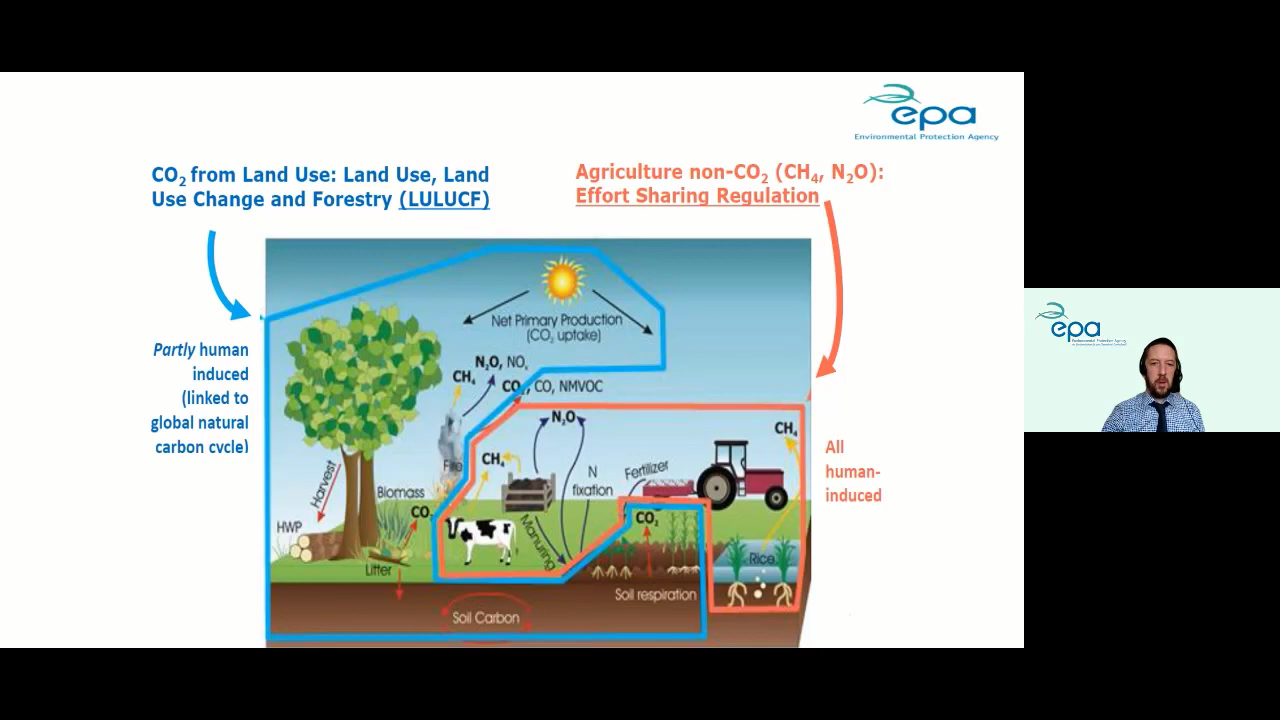 epa
Environmental Protection Agency
CO₂ from Land Use: Land Use, Land
Use Change and Forestry (LULUCF)
Agriculture non-CO₂ (CH₄, N₂O):
Effort Sharing Regulation
Partly human
induced
(linked to
global natural
carbon cycle)
Net Primary Production
(CO₂ uptake)
N₂O, NOₓ
CH₄
CO₂, CO, NMVOC
N₂O
CH₄
Fire
CH₄
N
fixation
Fertilizer
All
human-
induced
Harvest
Biomass
CO₂
HWP
Manuring
CO₂
Litter
Rice
Soil respiration
Soil Carbon
epa
Environmental Protection Agency